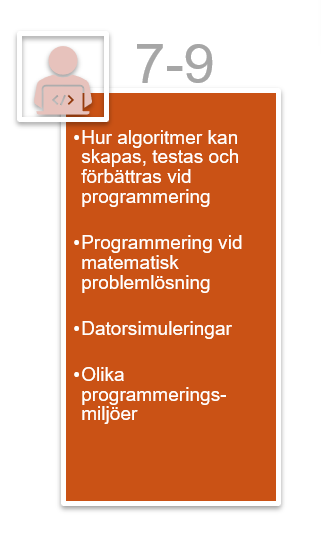 7-9
</>
•Hur algoritmer kan
skapas, testas och
förbättras vid
programmering
•Programmering vid
matematisk
problemlösning
•Datorsimuleringar
•Olika
programmerings-
miljöer